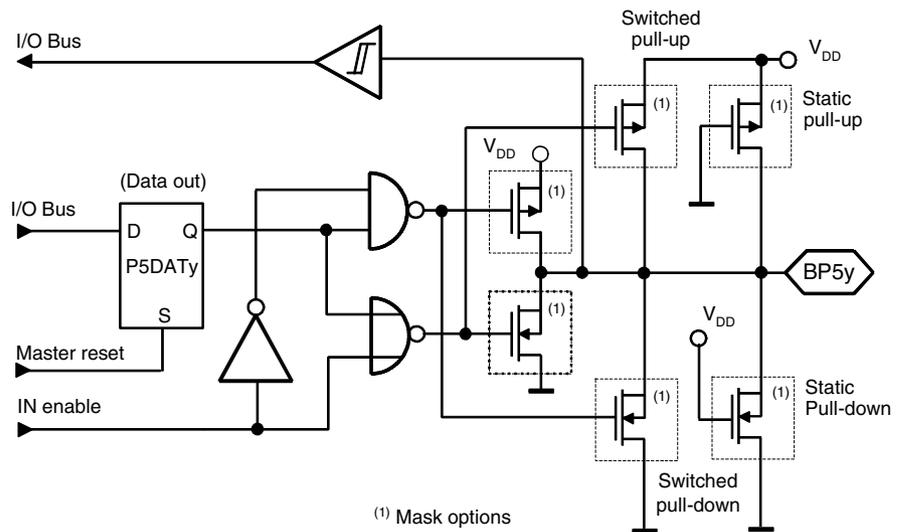 Switched
pull-up
I/O Bus
V_DD
(1)
(1)
Static
pull-up
V_DD
(Data out)
(1)
I/O Bus
D Q
P5DATy
S
BP5y
(1)
V_DD
Master reset
IN enable
(1)
(1)
Static
Pull-down
Switched
pull-down
(1) Mask options